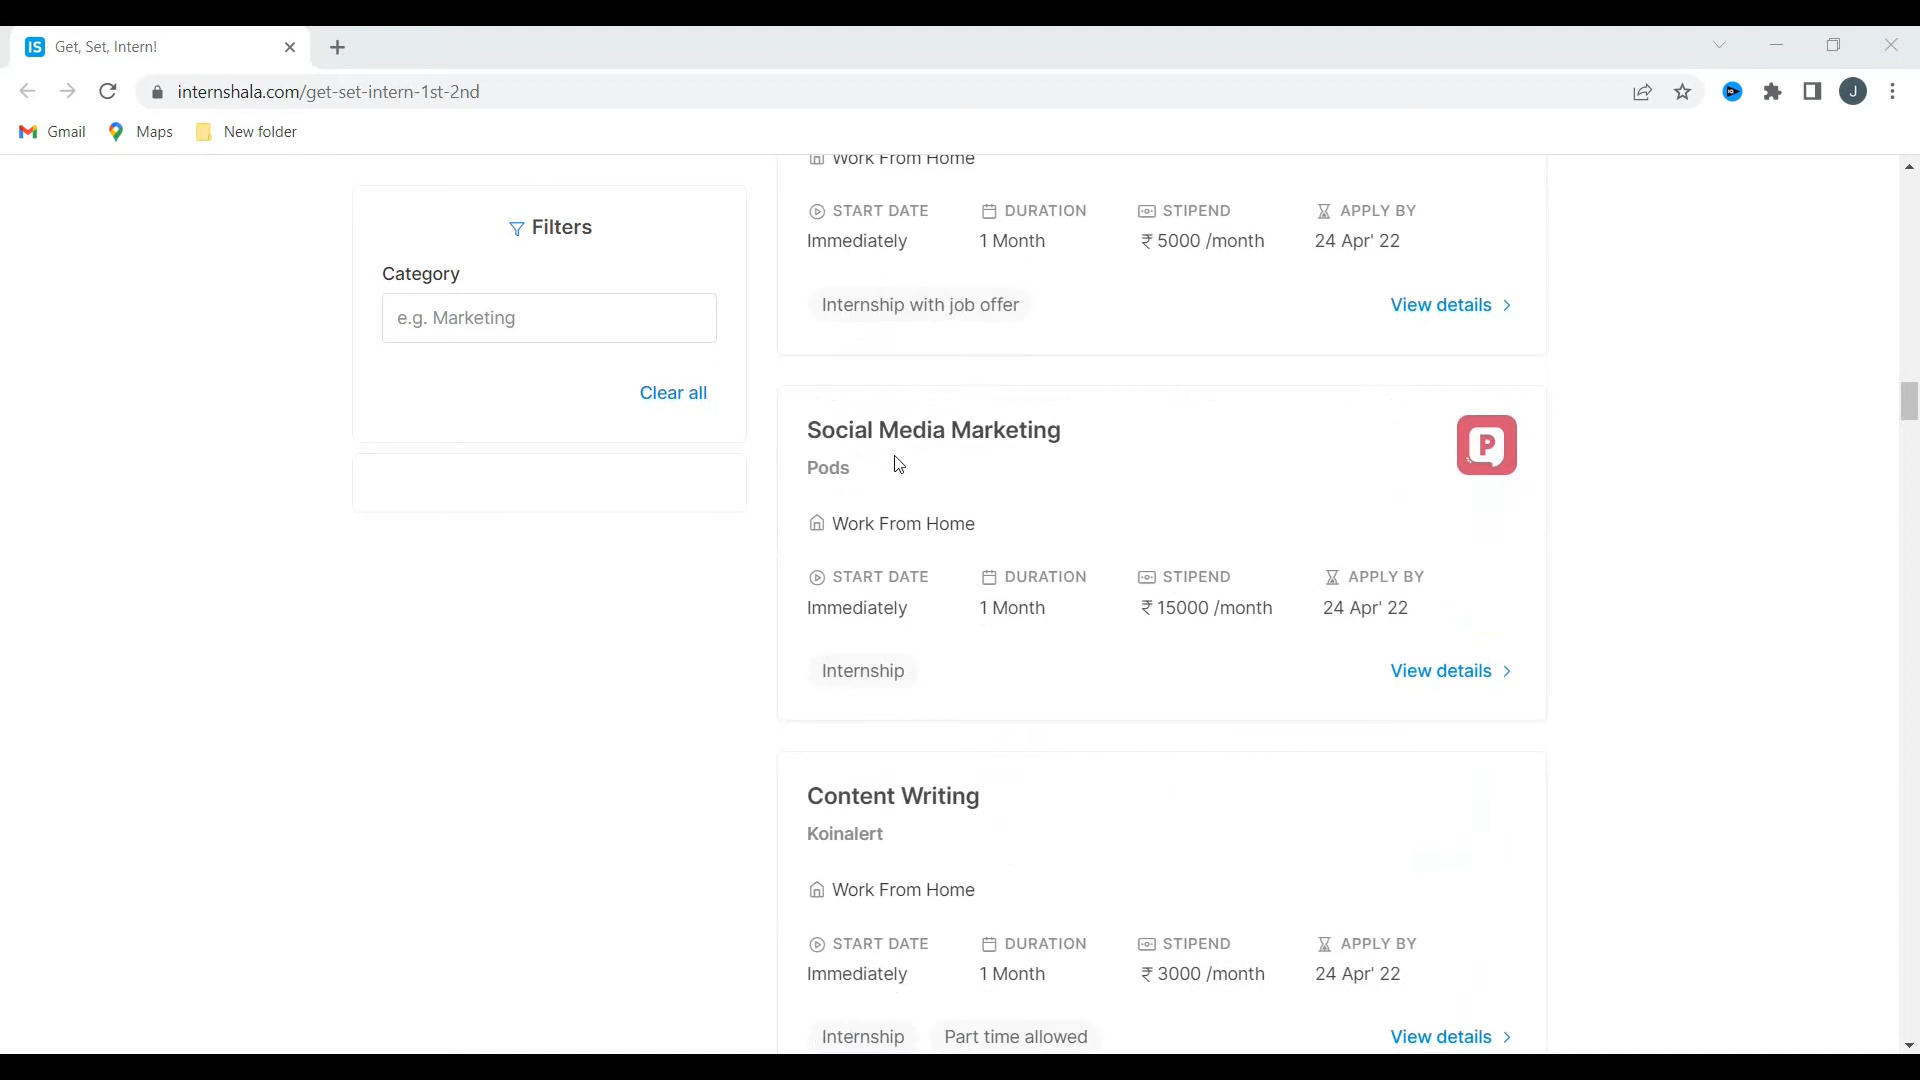 IS Get, Set, Intern!
internshala.com/get-set-intern-1st-2nd
J
Gmail Maps New folder
Work From Home
START DATE DURATION STIPEND APPLY BY
Immediately 1 Month ₹ 5000 /month 24 Apr' 22
Internship with job offer View details
Filters
Category
e.g. Marketing
Clear all
Social Media Marketing
P
Pods
Work From Home
START DATE DURATION STIPEND APPLY BY
Immediately 1 Month ₹ 15000 /month 24 Apr' 22
Internship View details
Content Writing
Koinalert
Work From Home
START DATE DURATION STIPEND APPLY BY
Immediately 1 Month ₹ 3000 /month 24 Apr' 22
Internship Part time allowed View details